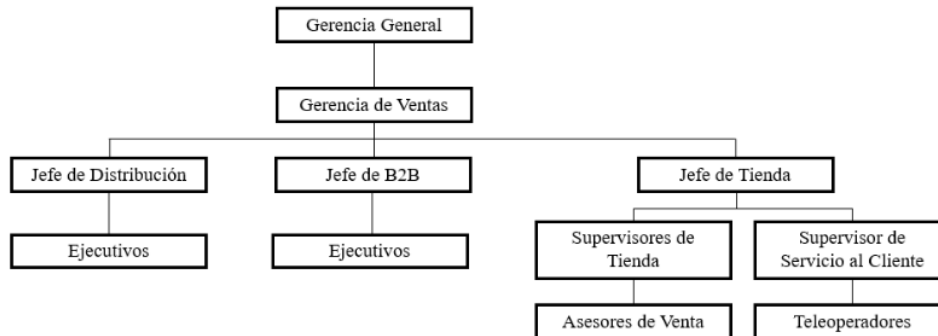 Gerencia General
Gerencia de Ventas
Jefe de Distribución
Jefe de B2B
Jefe de Tienda
Ejecutivos
Ejecutivos
Supervisores de
Tienda
Supervisor de
Servicio al Cliente
Asesores de Venta
Teleoperadores